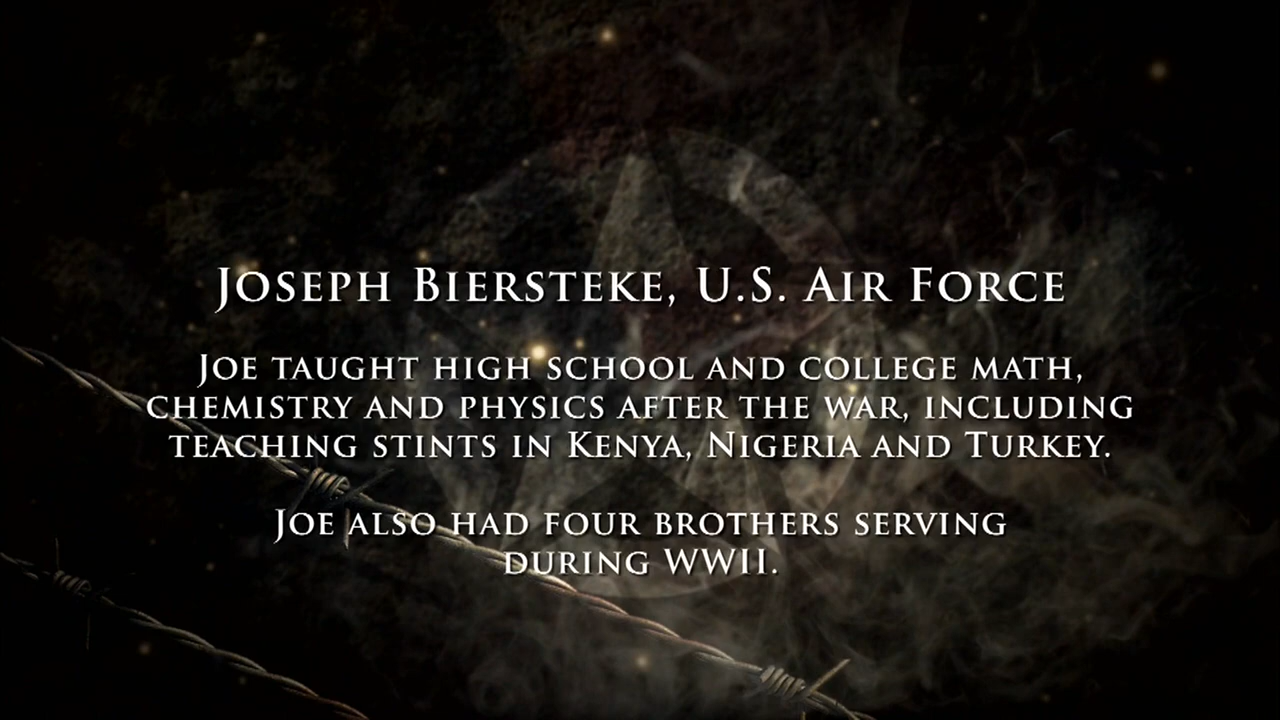 Joseph Biersteke, U.S. Air Force
Joe taught high school and college math,
chemistry and physics after the war, including
teaching stints in Kenya, Nigeria and Turkey.
Joe also had four brothers serving
during WWII.